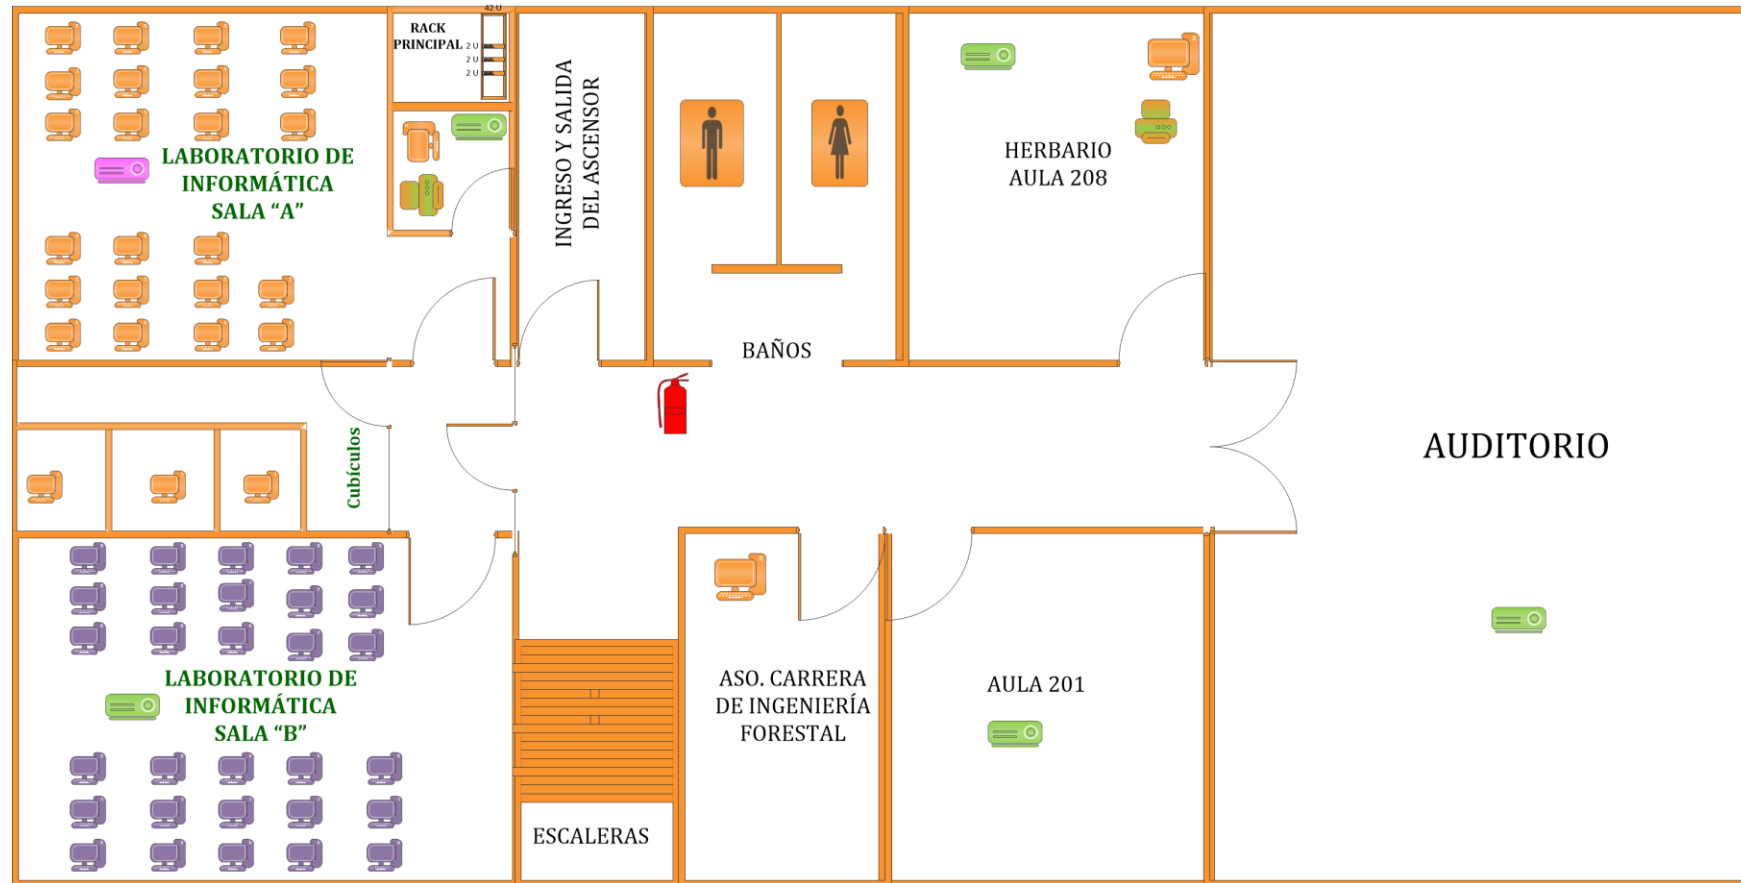 42 U
RACK
PRINCIPAL
2 U
2 U
2 U
LABORATORIO DE
INFORMÁTICA
SALA “A”
INGRESO Y SALIDA
DEL ASCENSOR
BAÑOS
HERBARIO
AULA 208
Cubículos
AUDITORIO
LABORATORIO DE
INFORMÁTICA
SALA “B”
ESCALERAS
ASO. CARRERA
DE INGENIERÍA
FORESTAL
AULA 201